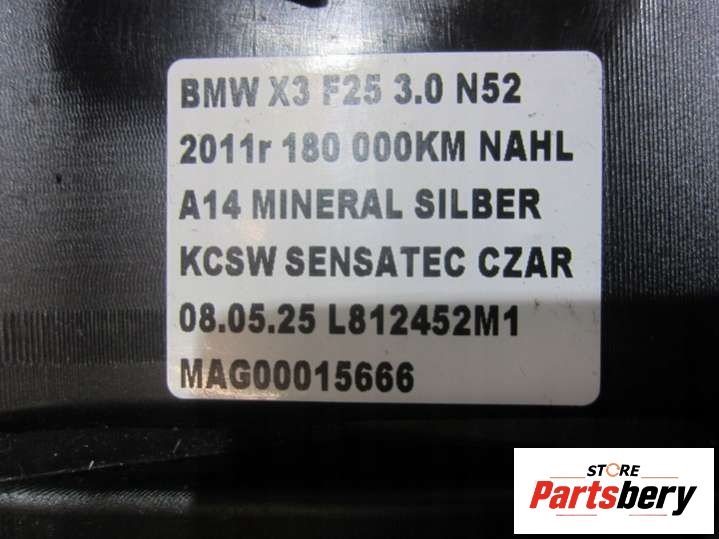 BMW X3 F25 3.0 N52
2011r 180 000KM NAHL
A14 MINERAL SILBER
KCSW SENSATEC CZAR
08.05.25 L812452M1
MAG00015666
STORE
Partsbery